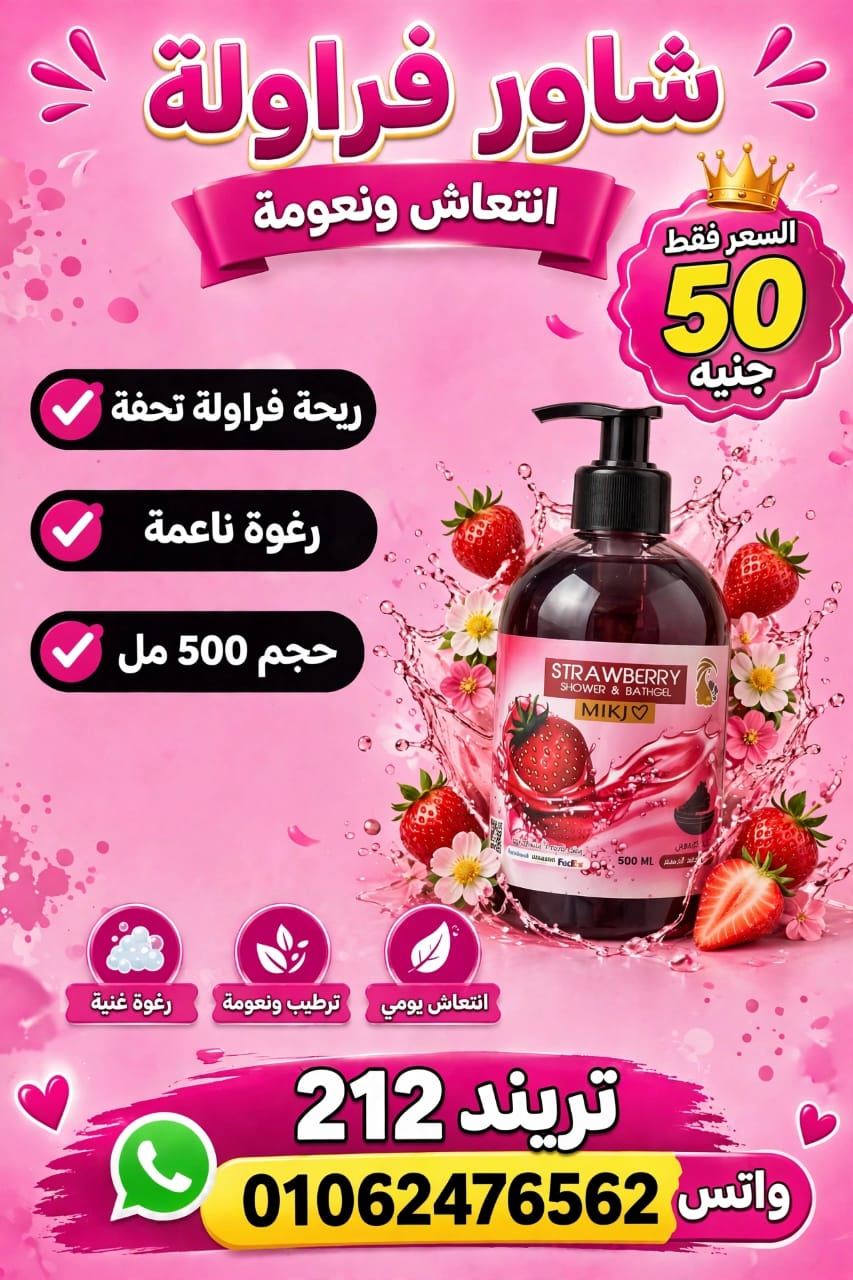 شاور فراولة
انتعاش ونعومة
السعر فقط
50
جنيه
ريحة فراولة تحفة
رغوة ناعمة
حجم 500 مل
STRAWBERRY
SHOWER & BATHGEL
MIKJ
500 ML
FedEx
انتعاش يومي
ترطيب ونعومة
رغوة غنية
تريند 212
واتس
01062476562